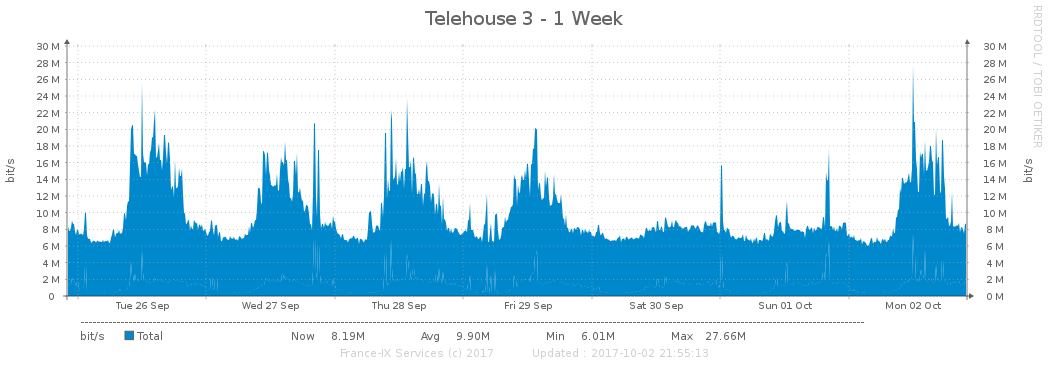 Telehouse 3 - 1 Week
RRDTOOL / TOBI OETIKER
bit/s
30 M 30 M
28 M 28 M
26 M 26 M
24 M 24 M
22 M 22 M
20 M 20 M
18 M 18 M
16 M 16 M
14 M 14 M
12 M 12 M
10 M 10 M
8 M 8 M
6 M 6 M
4 M 4 M
2 M 2 M
0 0 M
bit/s
Tue 26 Sep Wed 27 Sep Thu 28 Sep Fri 29 Sep Sat 30 Sep Sun 01 Oct Mon 02 Oct
bit/s Total Now 8.19M Avg 9.90M Min 6.01M Max 27.66M
France-IX Services (c) 2017 Updated : 2017-10-02 21:55:13